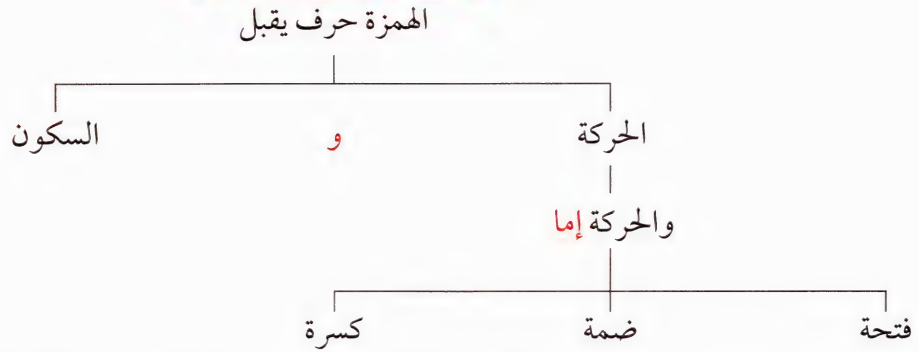 الهمزة حرف يقبل
الحركة و السكون
والحركة إما
فتحة ضمة كسرة